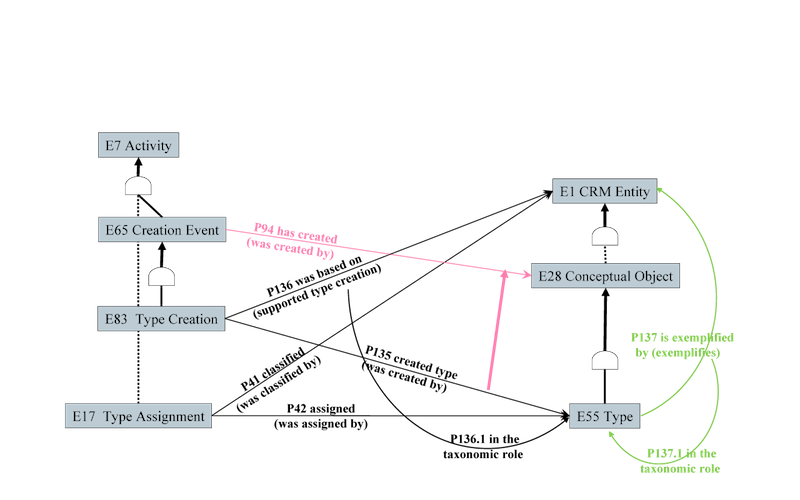 E7 Activity
E1 CRM Entity
E65 Creation Event
P94 has created
(was created by)
E28 Conceptual Object
P136 was based on
(supported type creation)
E83 Type Creation
P137 is exemplified
by (exemplifies)
P135 created type
(was created by)
P41 classified
(was classified by)
E17 Type Assignment
P42 assigned
(was assigned by)
E55 Type
P136.1 in the
taxonomic role
P137.1 in the
taxonomic role